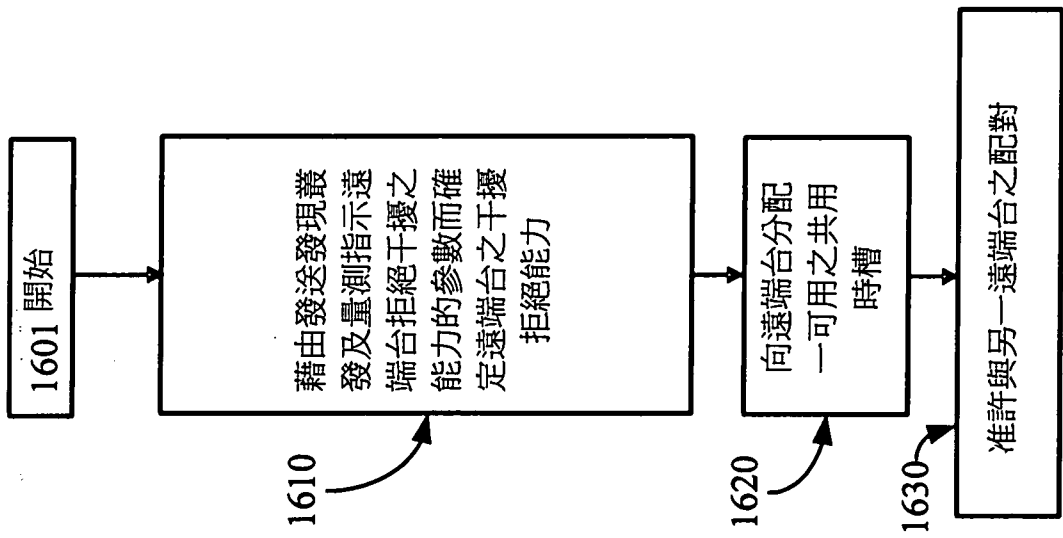 1601 開始
藉由發送發現叢
發及量測指示遠
端台拒絕干擾之
能力的參數而確
定遠端台之干擾
拒絕能力
1610
向遠端台分配
一可用之共用
時槽
1620
准許與另一遠端台之配對
1630